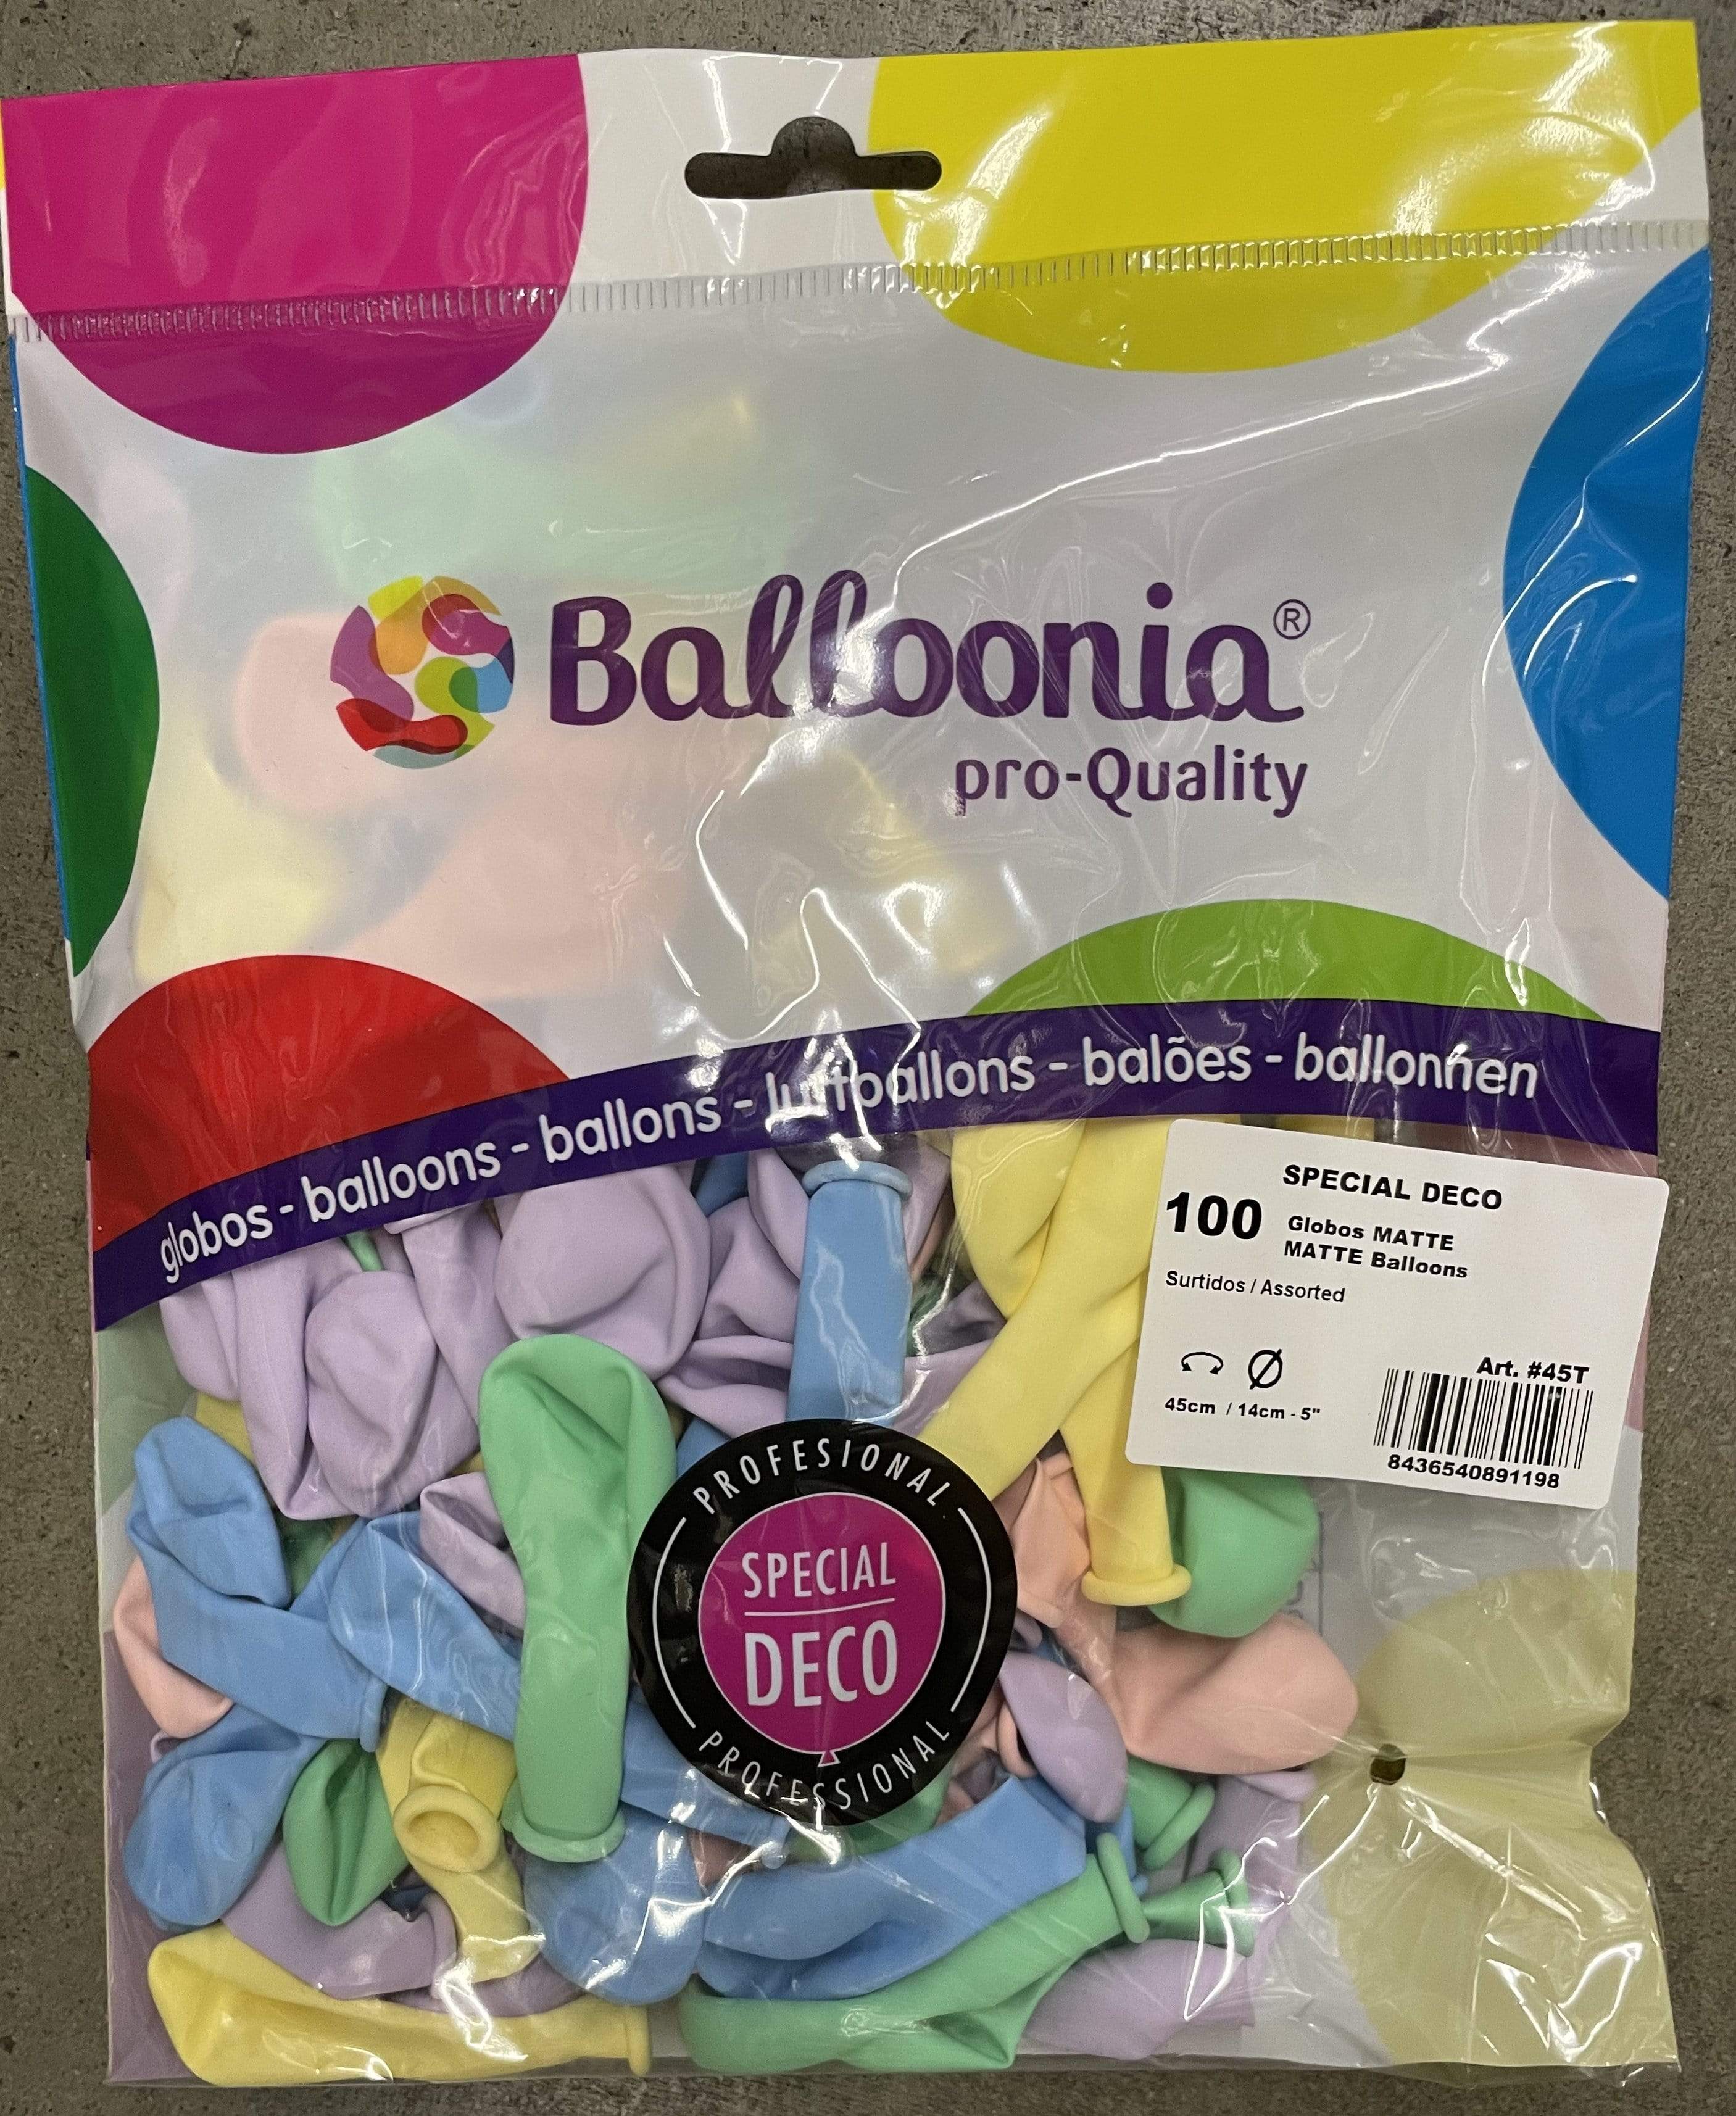 Balloonia®
pro-Quality
globos - balloons - ballons - luftballons - balões - ballonnen
SPECIAL DECO
100 Globos MATTE
MATTE Balloons
Surtidos / Assorted
Art. #45T
45cm / 14cm - 5"
8436540891198
PROFESIONAL
SPECIAL
DECO
PROFESSIONAL